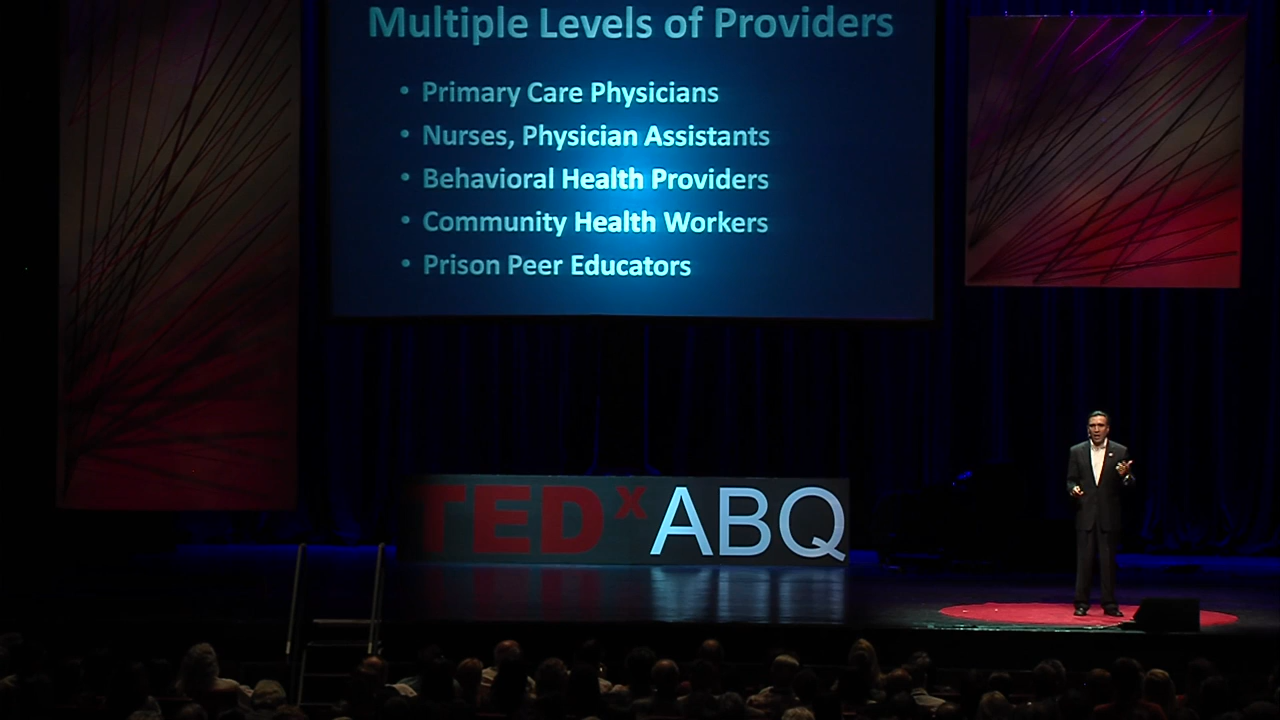 Multiple Levels of Providers
• Primary Care Physicians
• Nurses, Physician Assistants
• Behavioral Health Providers
• Community Health Workers
• Prison Peer Educators
TEDxABQ